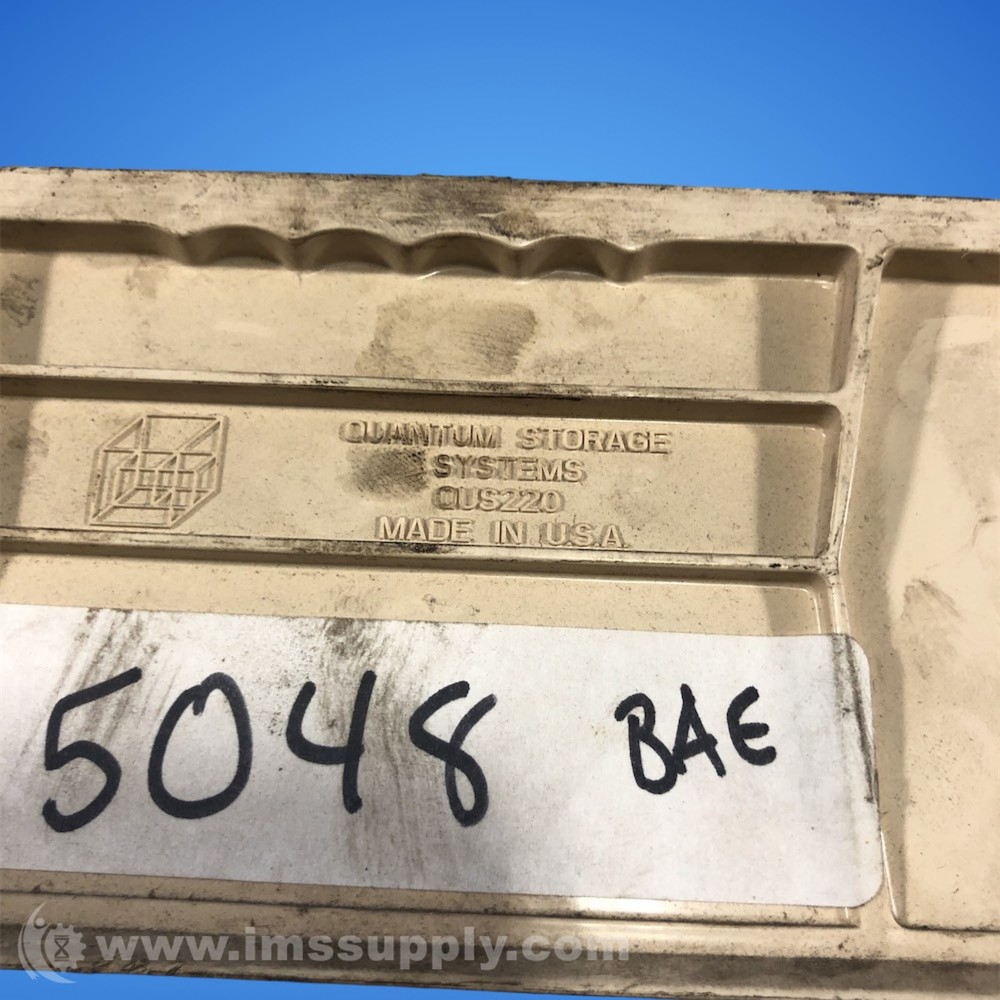 QUANTUM STORAGE
SYSTEMS
QUS220
MADE IN U.S.A
5048 BAE
www.imssupply.com